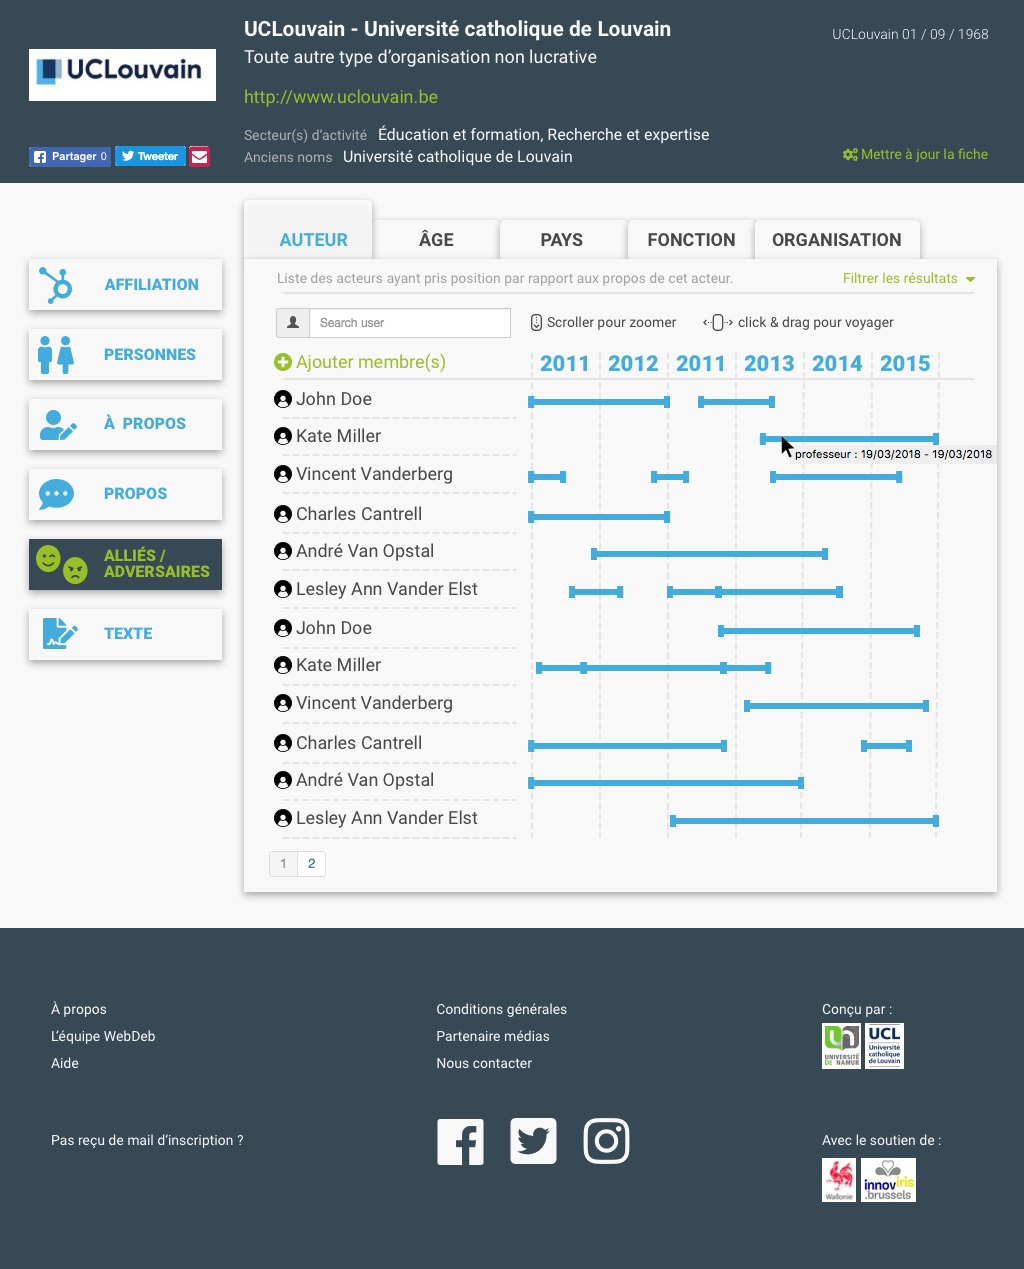 UCLouvain - Université catholique de Louvain
UCLouvain 01 / 09 / 1968
Toute autre type d’organisation non lucrative
UCLouvain
http://www.uclouvain.be
Secteur(s) d’activité Éducation et formation, Recherche et expertise
Anciens noms Université catholique de Louvain
Partager 0
Tweeter
Mettre à jour la fiche
AUTEUR
ÂGE
PAYS
FONCTION
ORGANISATION
AFFILIATION
PERSONNES
À PROPOS
PROPOS
ALLIÉS /
ADVERSAIRES
TEXTE
Liste des acteurs ayant pris position par rapport aux propos de cet acteur.
Filtrer les résultats
Search user
Scroller pour zoomer
click & drag pour voyager
Ajouter membre(s)
2011 2012 2011 2013 2014 2015
John Doe
Kate Miller
professeur : 19/03/2018 - 19/03/2018
Vincent Vanderberg
Charles Cantrell
André Van Opstal
Lesley Ann Vander Elst
John Doe
Kate Miller
Vincent Vanderberg
Charles Cantrell
André Van Opstal
Lesley Ann Vander Elst
1 2
À propos
L’équipe WebDeb
Aide
Pas reçu de mail d’inscription ?
Conditions générales
Partenaire médias
Nous contacter
Conçu par :
UNIVERSITÉ
DE NAMUR
UCL
Université
catholique
de Louvain
Avec le soutien de :
Wallonie
innoviris
.brussels